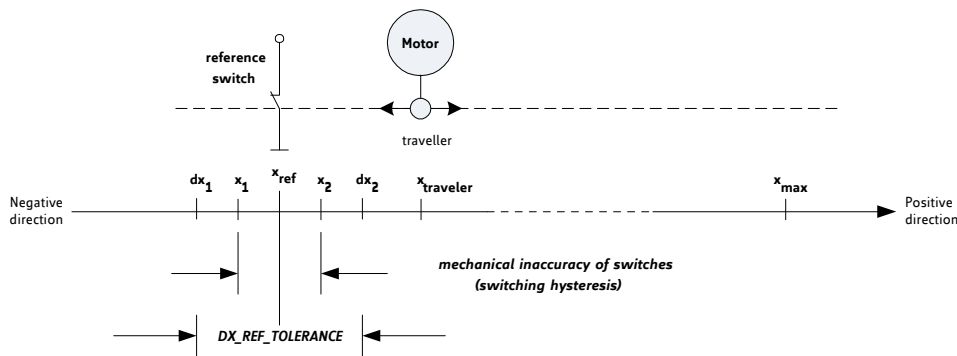 Motor
reference
switch
traveller
dx1 x1 xref x2 dx2 xtraveler xmax
Negative
direction
Positive
direction
mechanical inaccuracy of switches
(switching hysteresis)
DX_REF_TOLERANCE